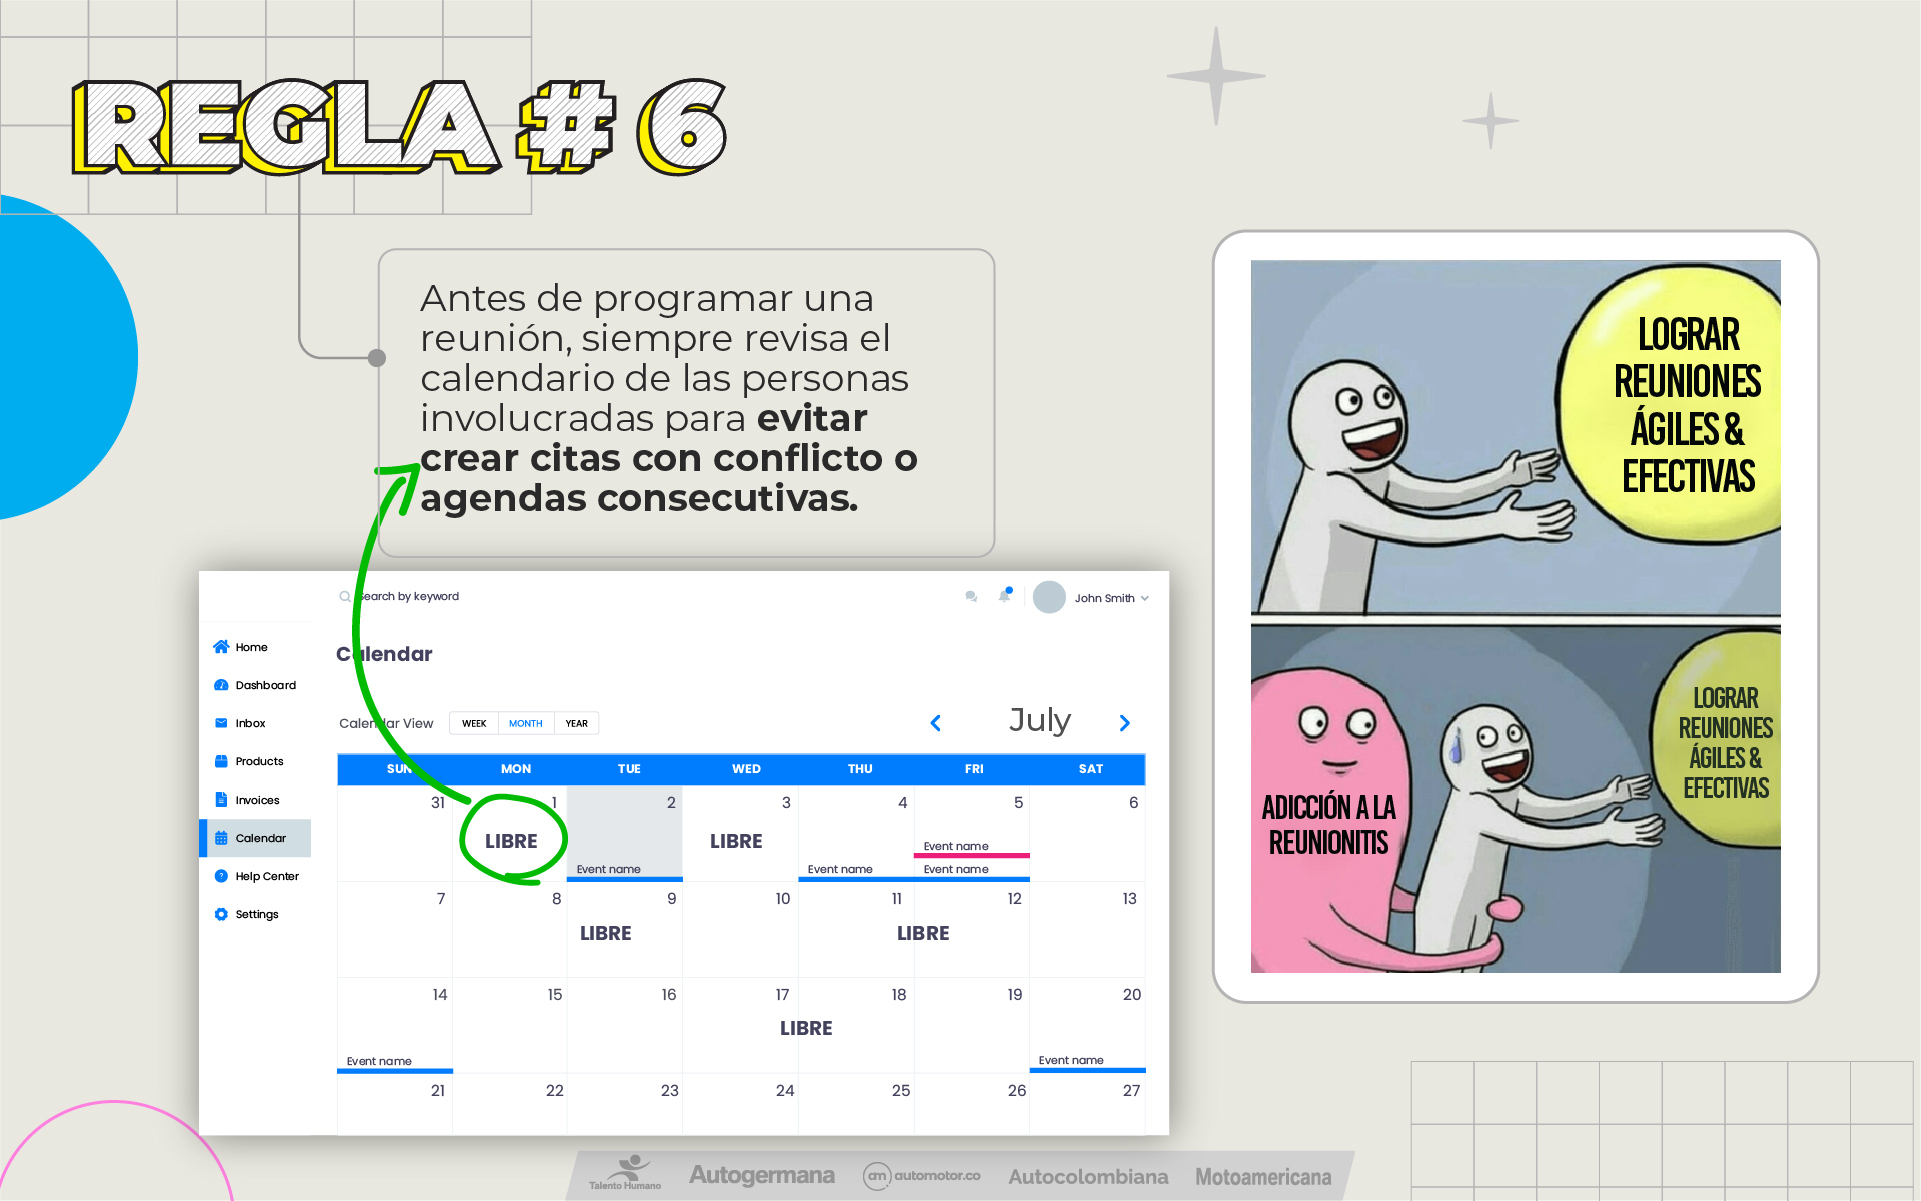 REGLA # 6
Antes de programar una
reunión, siempre revisa el
calendario de las personas
involucradas para evitar
crear citas con conflicto o
agendas consecutivas.
Search by keyword
John Smith
Home
Dashboard
Inbox
Products
Invoices
Calendar
Help Center
Settings
Calendar
Calendar View
WEEK MONTH YEAR
July
SUN MON TUE WED THU FRI SAT
31 1 2 3 4 5 6
LIBRE LIBRE
Event name
Event name Event name Event name
7 8 9 10 11 12 13
LIBRE LIBRE
14 15 16 17 18 19 20
LIBRE
Event name Event name
21 22 23 24 25 26 27
LOGRAR
REUNIONES
ÁGILES &
EFECTIVAS
ADICCIÓN A LA
REUNIONITIS
LOGRAR
REUNIONES
ÁGILES &
EFECTIVAS
Talento Humano
Autogermana
am automotor.co
Autocolombiana
Motoamericana